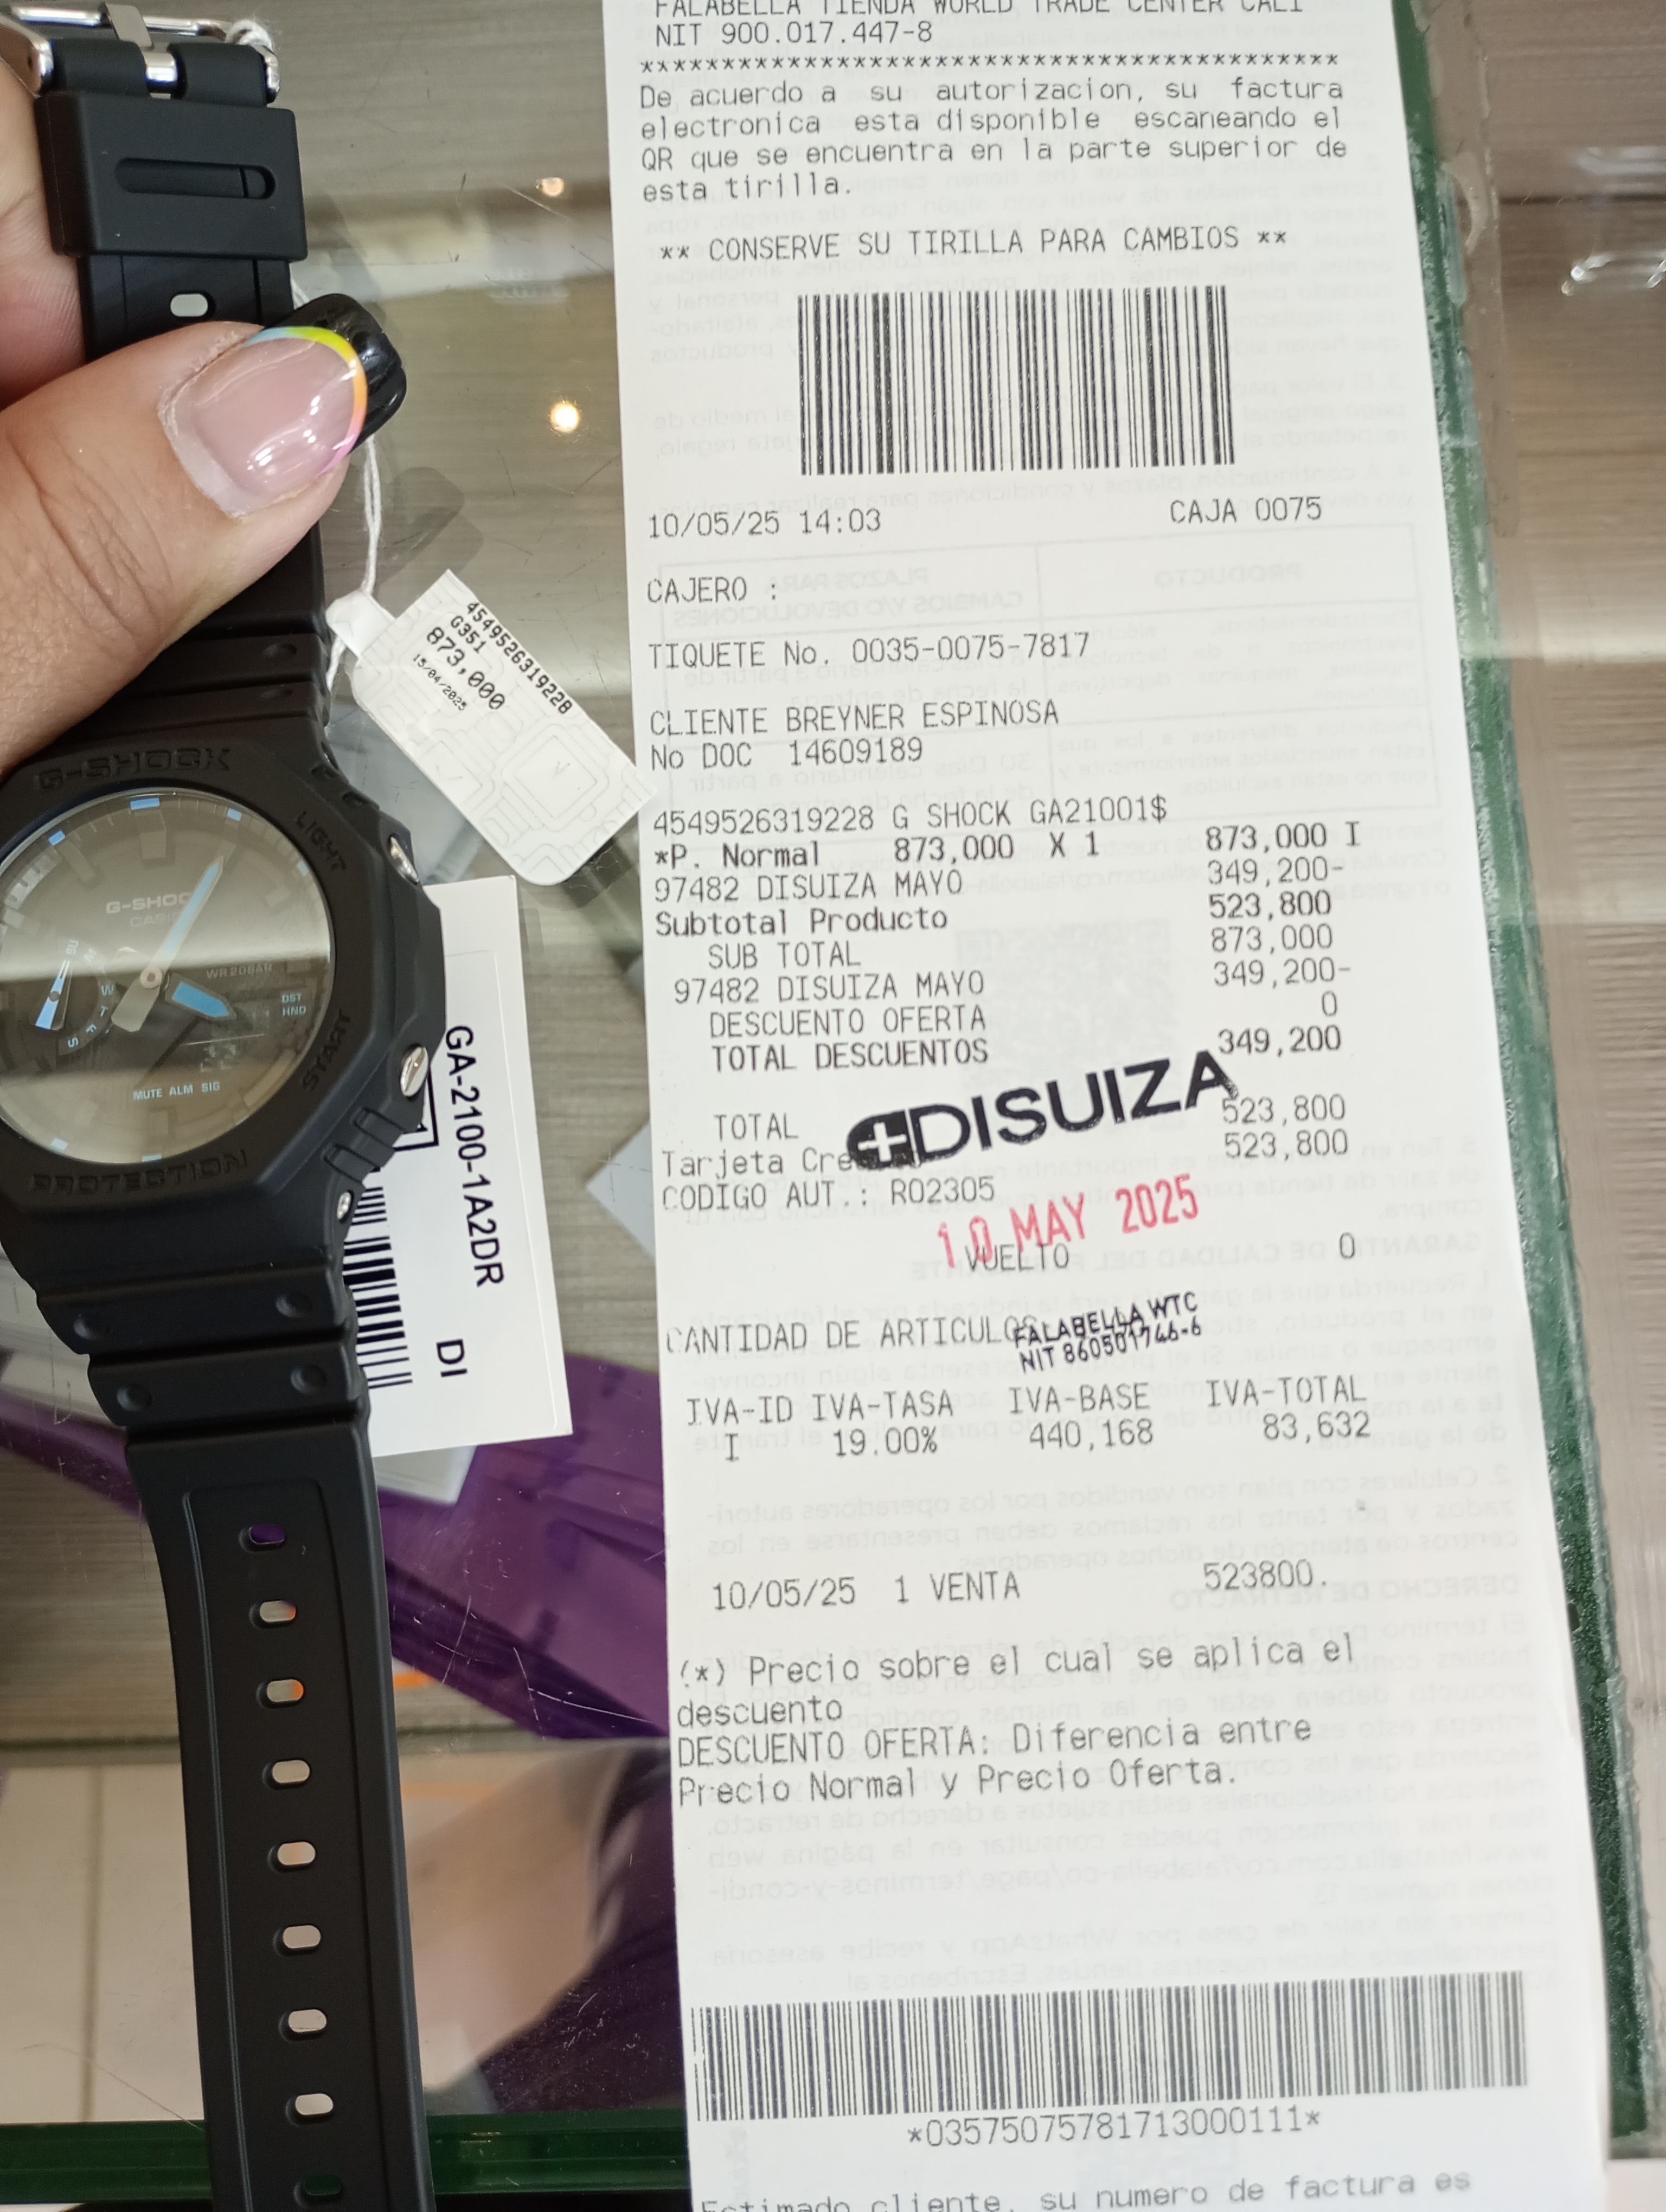 FALABELLA TIENDA WORLD TRADE CENTER CALI
NIT 900.017.447-8
*******************************************
De acuerdo a su autorizacion, su factura
electronica esta disponible escaneando el
QR que se encuentra en la parte superior de
esta tirilla.
** CONSERVE SU TIRILLA PARA CAMBIOS **
10/05/25 14:03 CAJA 0075
CAJERO :
TIQUETE No. 0035-0075-7817
CLIENTE BREYNER ESPINOSA
No DOC 14609189
4549526319228 G SHOCK GA21001$
*P. Normal 873,000 X 1 873,000 I
97482 DISUIZA MAYO 349,200-
Subtotal Producto 523,800
SUB TOTAL 873,000
97482 DISUIZA MAYO 349,200-
DESCUENTO OFERTA 0
TOTAL DESCUENTOS 349,200
DISUIZA
TOTAL 523,800
Tarjeta Cre 523,800
CODIGO AUT.: R02305
10 MAY 2025
VUELTO 0
CANTIDAD DE ARTICULOS
FALABELLA WTC
NIT 860501746-6
IVA-ID IVA-TASA IVA-BASE IVA-TOTAL
I 19.00% 440,168 83,632
10/05/25 1 VENTA 523800.
(*) Precio sobre el cual se aplica el
descuento
DESCUENTO OFERTA: Diferencia entre
Precio Normal y Precio Oferta.
*03575075781713000111*
Estimado cliente, su numero de factura es
4549526319228
G351
873,000
15/04/2025
G-SHOCK
LIGHT
G-SHOCK
CASIO
WR20BAR
SU
M
W
T
F
S
DST
HND
MUTE ALM SIG
START
PROTECTION
GA-2100-1A2DR
DI